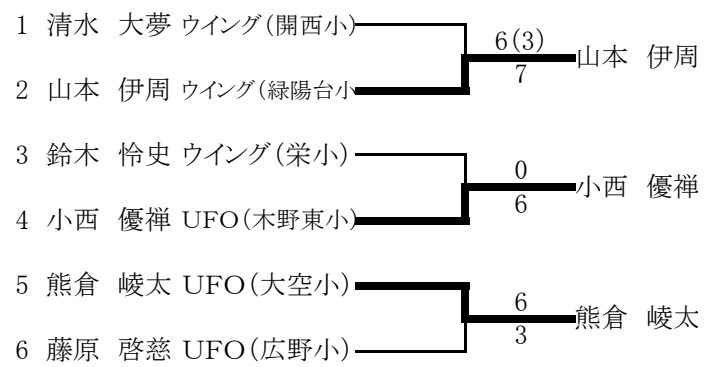 1 清水 大夢 ウイング(開西小)
6(3)
山本 伊周
7
2 山本 伊周 ウイング(緑陽台小
3 鈴木 怜史 ウイング(栄小)
0
小西 優禅
6
4 小西 優禅 UFO(木野東小)
5 熊倉 崚太 UFO(大空小)
6
熊倉 崚太
3
6 藤原 啓慈 UFO(広野小)